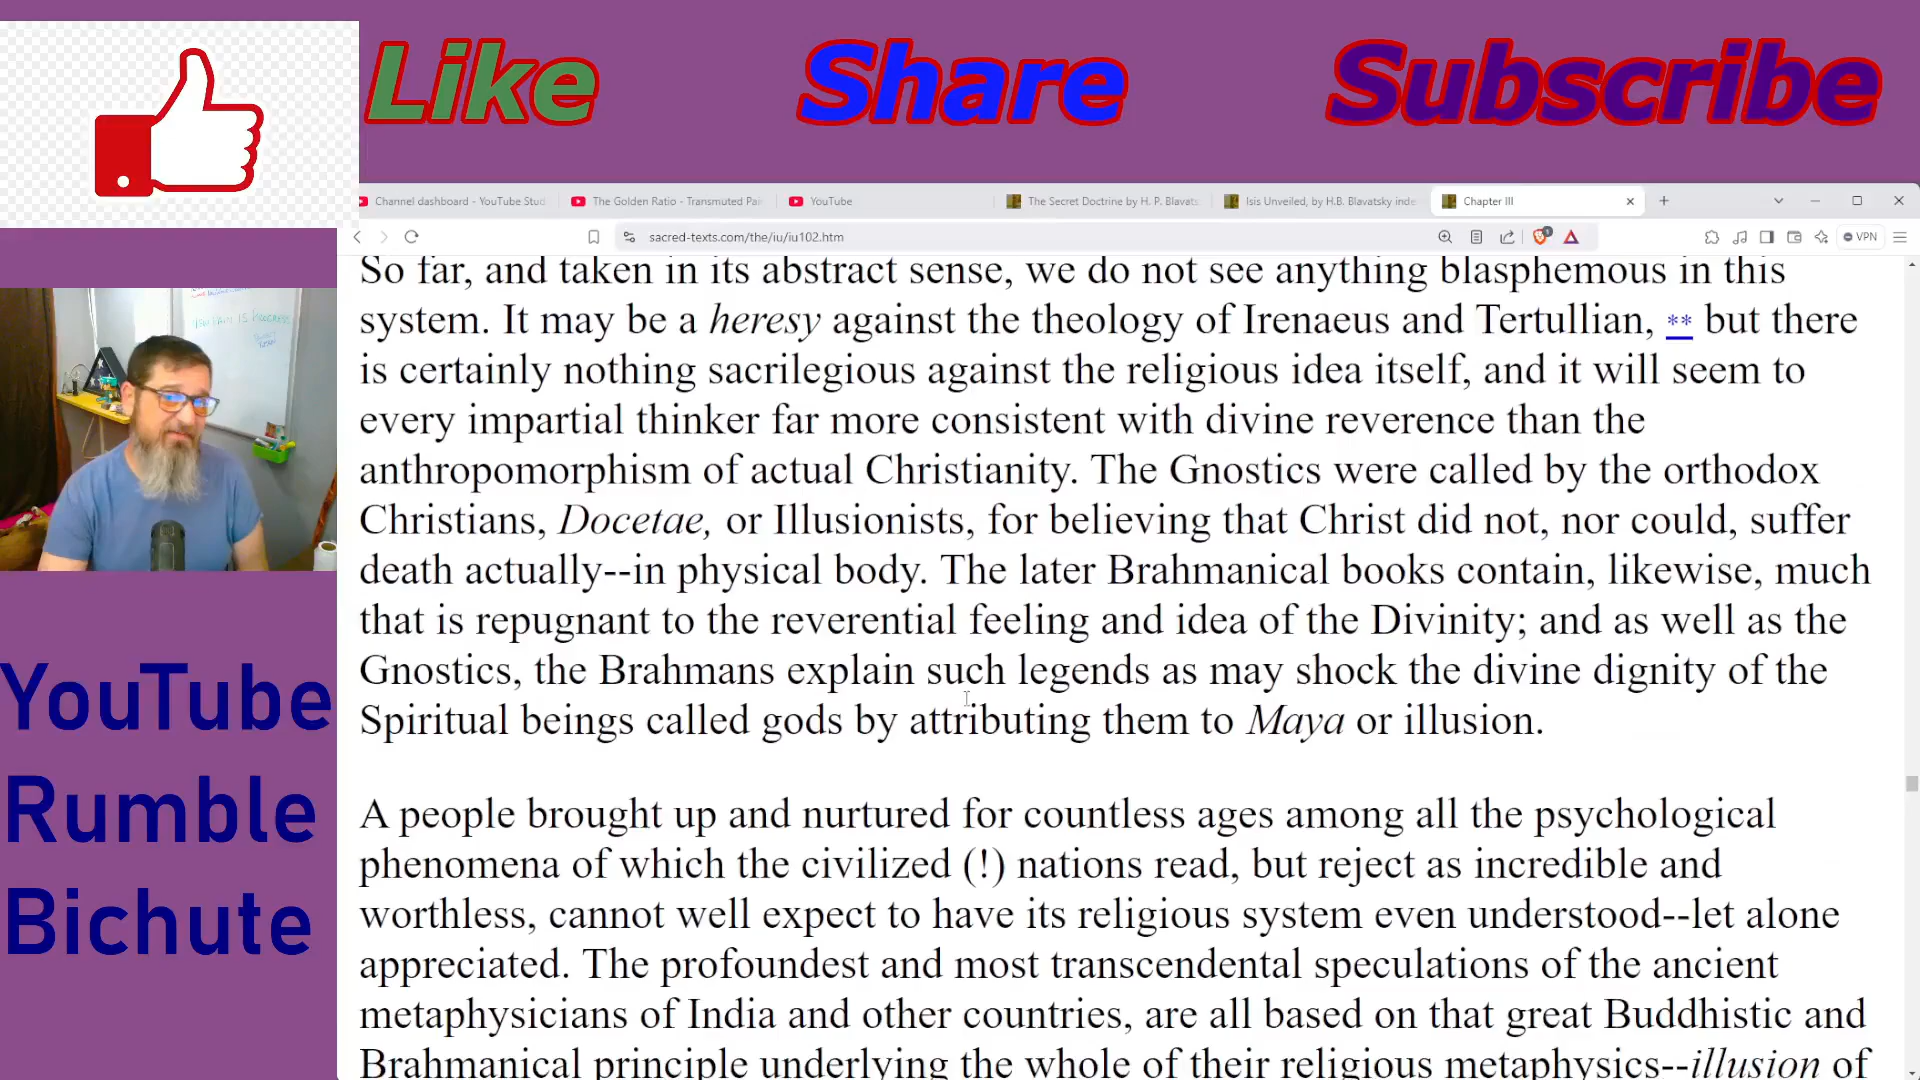 Like Share Subscribe
Channel dashboard - YouTube Stud
The Golden Ratio - Transmuted Pai
YouTube
The Secret Doctrine by H. P. Blavats
Isis Unveiled, by H.B. Blavatsky inde
Chapter III
sacred-texts.com/the/iu/iu102.htm
VPN
So far, and taken in its abstract sense, we do not see anything blasphemous in this
system. It may be a heresy against the theology of Irenaeus and Tertullian, ** but there
is certainly nothing sacrilegious against the religious idea itself, and it will seem to
every impartial thinker far more consistent with divine reverence than the
anthropomorphism of actual Christianity. The Gnostics were called by the orthodox
Christians, Docetae, or Illusionists, for believing that Christ did not, nor could, suffer
death actually--in physical body. The later Brahmanical books contain, likewise, much
that is repugnant to the reverential feeling and idea of the Divinity; and as well as the
Gnostics, the Brahmans explain such legends as may shock the divine dignity of the
Spiritual beings called gods by attributing them to Maya or illusion.
A people brought up and nurtured for countless ages among all the psychological
phenomena of which the civilized (!) nations read, but reject as incredible and
worthless, cannot well expect to have its religious system even understood--let alone
appreciated. The profoundest and most transcendental speculations of the ancient
metaphysicians of India and other countries, are all based on that great Buddhistic and
Brahmanical principle underlying the whole of their religious metaphysics--illusion of
YouTube
Rumble
Bichute